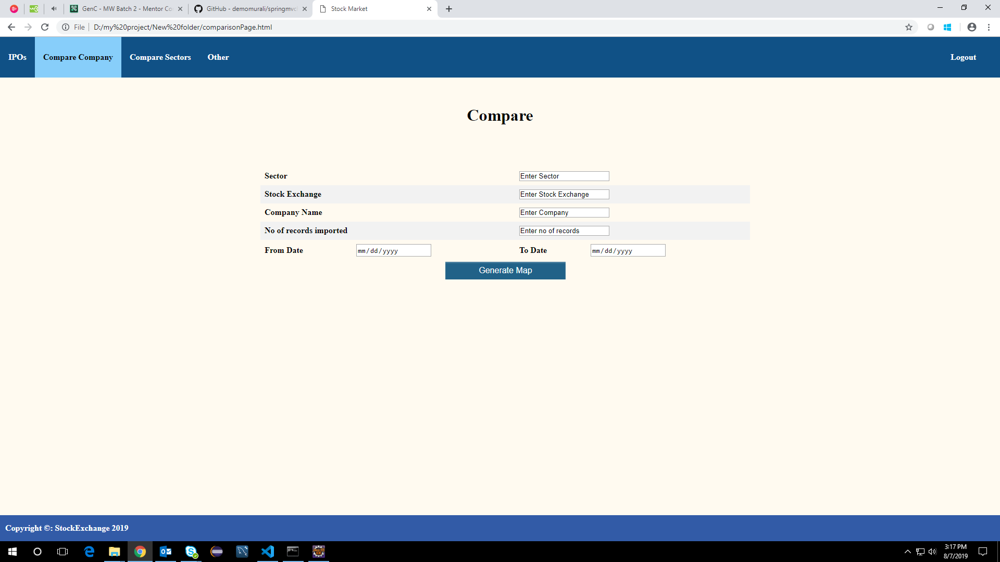 GenC - MW Batch 2 - Mentor Co
GitHub - demomurali/springmvc
Stock Market
File
D:/my%20project/New%20folder/comparisonPage.html
IPOs
Compare Company
Compare Sectors
Other
Logout
Compare
Sector
Enter Sector
Stock Exchange
Enter Stock Exchange
Company Name
Enter Company
No of records imported
Enter no of records
From Date
mm/dd/yyyy
To Date
mm/dd/yyyy
Generate Map
Copyright ©: StockExchange 2019
3:17 PM
8/7/2019